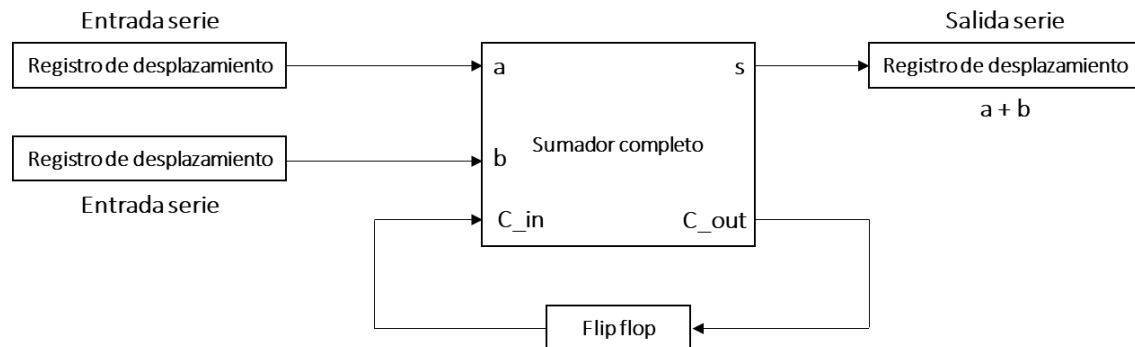 Entrada serie
Registro de desplazamiento
Registro de desplazamiento
Entrada serie
a
b
C_in
Sumador completo
s
C_out
Salida serie
Registro de desplazamiento
a + b
Flip flop